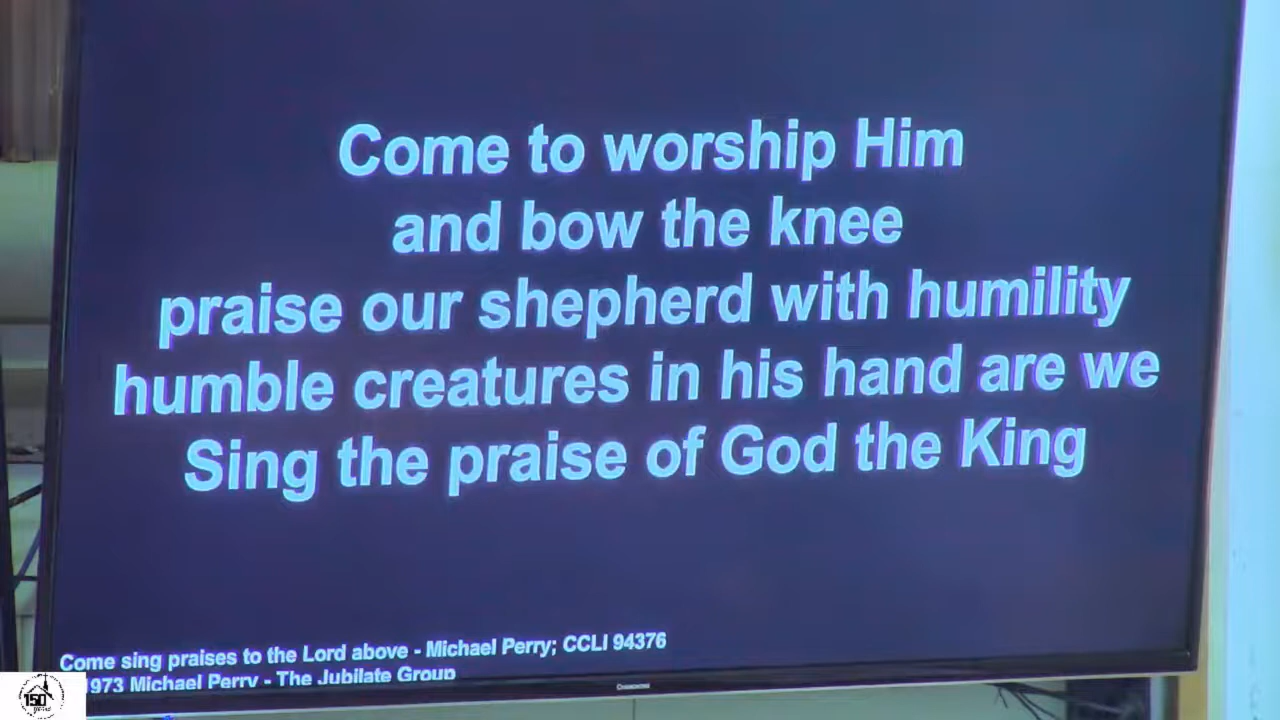 Come to worship Him
and bow the knee
praise our shepherd with humility
humble creatures in his hand are we
Sing the praise of God the King
Come sing praises to the Lord above - Michael Perry; CCLI 94376
1973 Michael Perry - The Jubilate Group
150